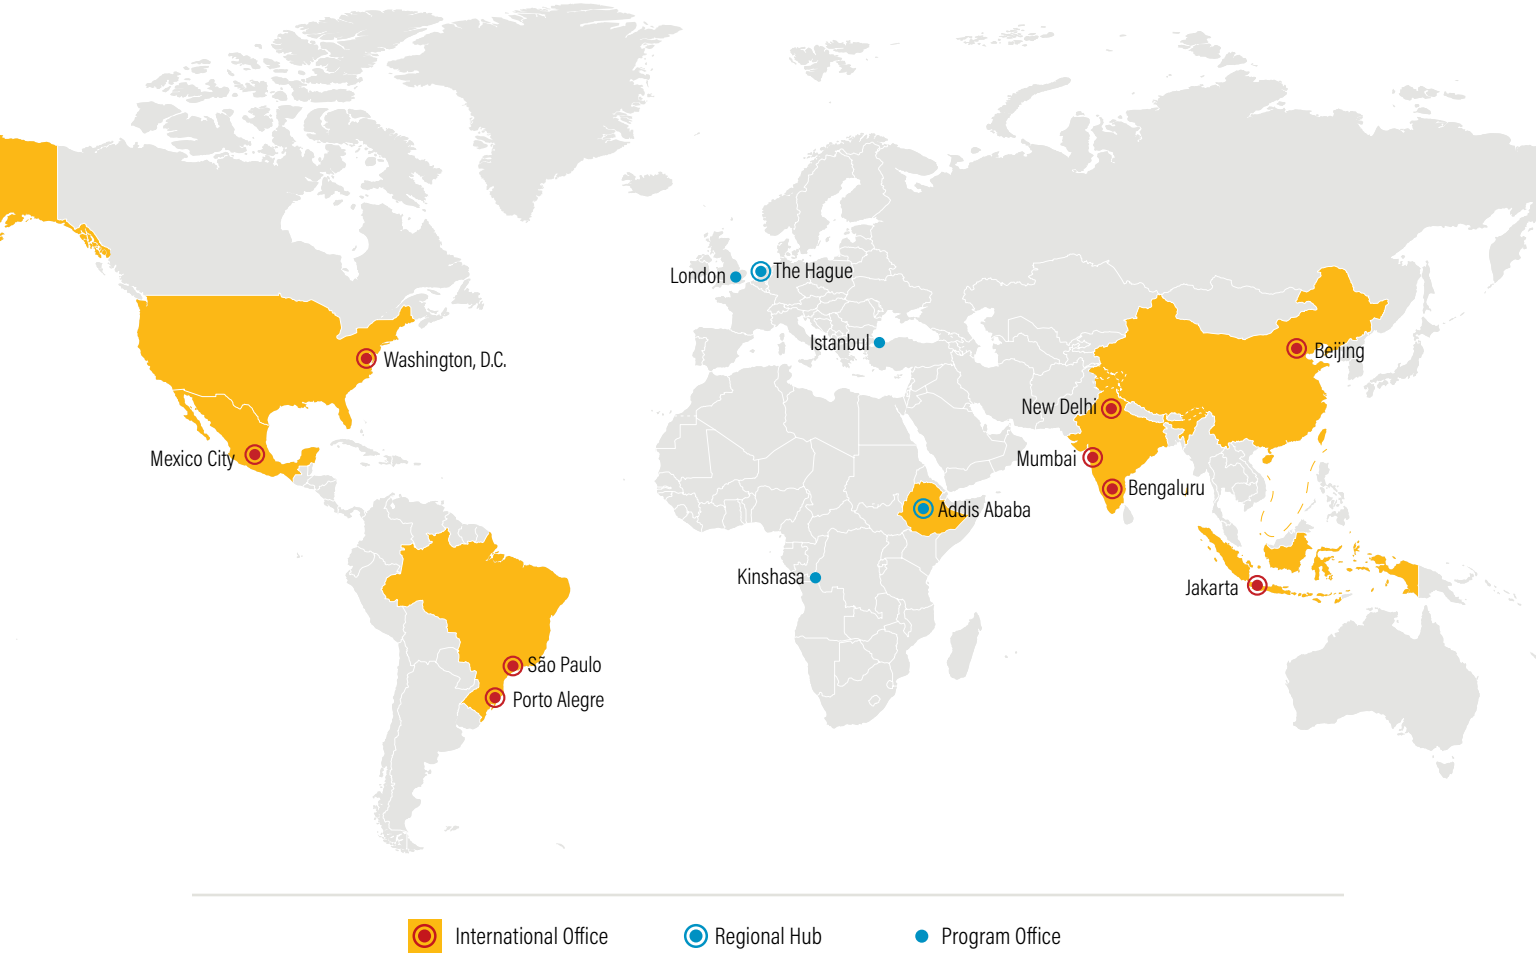 London
The Hague
Istanbul
Washington, D.C.
Beijing
New Delhi
Mexico City
Mumbai
Bengaluru
Addis Ababa
Kinshasa
Jakarta
São Paulo
Porto Alegre
International Office
Regional Hub
Program Office